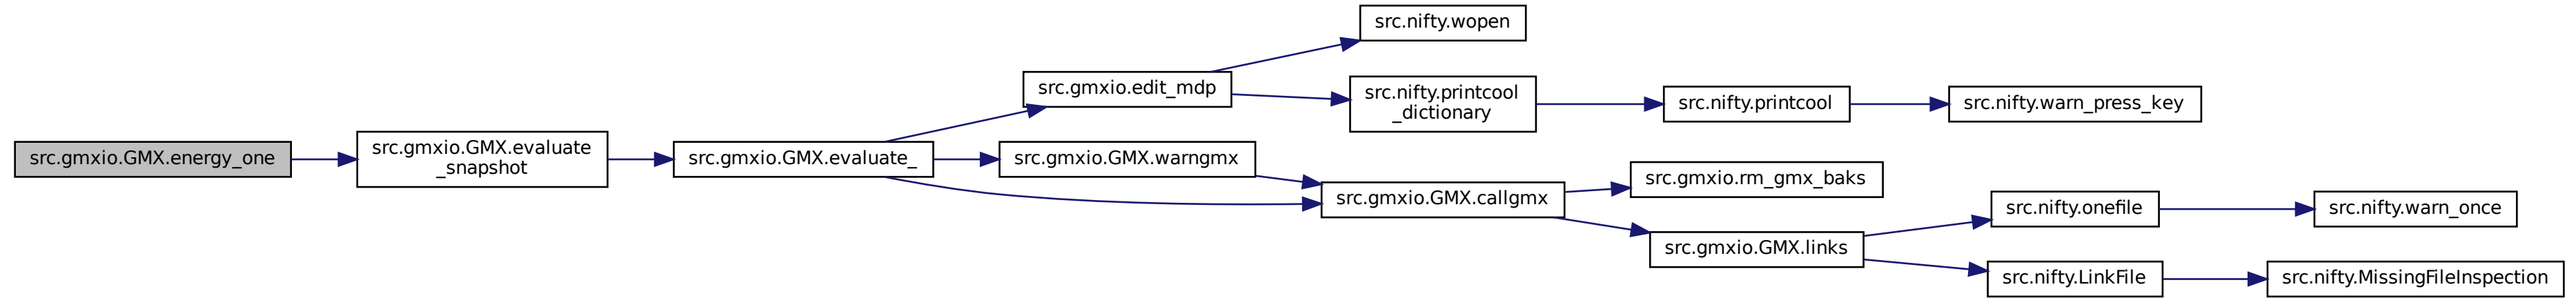 src.gmxio.GMX.energy_one
src.gmxio.GMX.evaluate
_snapshot
src.gmxio.GMX.evaluate_
src.gmxio.edit_mdp
src.nifty.wopen
src.nifty.printcool
_dictionary
src.nifty.printcool
src.nifty.warn_press_key
src.gmxio.GMX.warngmx
src.gmxio.GMX.callgmx
src.gmxio.rm_gmx_baks
src.gmxio.GMX.links
src.nifty.onefile
src.nifty.warn_once
src.nifty.LinkFile
src.nifty.MissingFileInspection